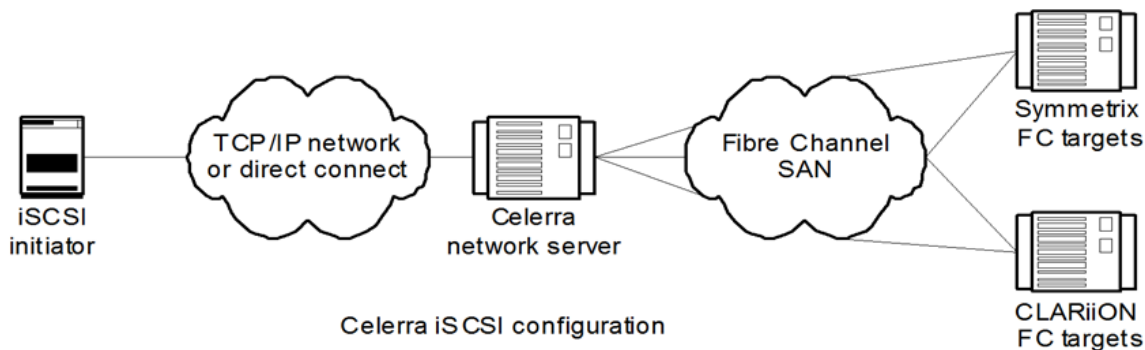 iSCSI
initiator
TCP/IP network
or direct connect
Celerra
network server
Fibre Channel
SAN
Symmetrix
FC targets
CLARiiON
FC targets
Celerra iSCSI configuration